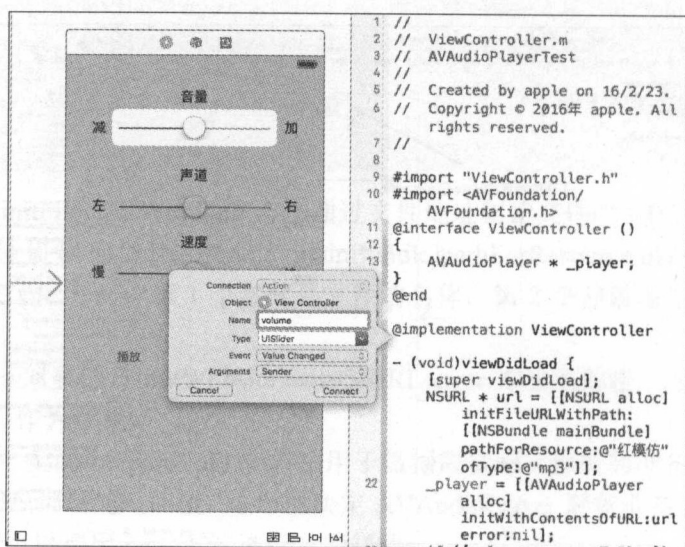 音量
减 加
声道
左 右
速度
慢
播放
Connection Action
Object View Controller
Name volume
Type UISlider
Event Value Changed
Arguments Sender
Cancel Connect
1 //
2 // ViewController.m
3 // AVAudioPlayerTest
4 //
5 // Created by apple on 16/2/23.
6 // Copyright © 2016年 apple. All
rights reserved.
7 //
8
9 #import "ViewController.h"
10 #import <AVFoundation/
AVFoundation.h>
11 @interface ViewController ()
12 {
13 AVAudioPlayer * _player;
}
@end
@implementation ViewController
- (void)viewDidLoad {
[super viewDidLoad];
NSURL * url = [[NSURL alloc]
initFileURLWithPath:
[[NSBundle mainBundle]
pathForResource:@"红模仿"
ofType:@"mp3"]];
22 _player = [[AVAudioPlayer
alloc]
initWithContentsOfURL:url
error:nil];